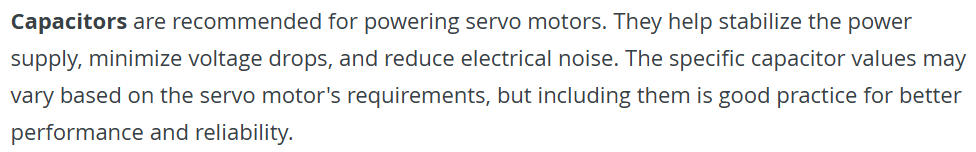 Capacitors are recommended for powering servo motors. They help stabilize the power
supply, minimize voltage drops, and reduce electrical noise. The specific capacitor values may
vary based on the servo motor's requirements, but including them is good practice for better
performance and reliability.